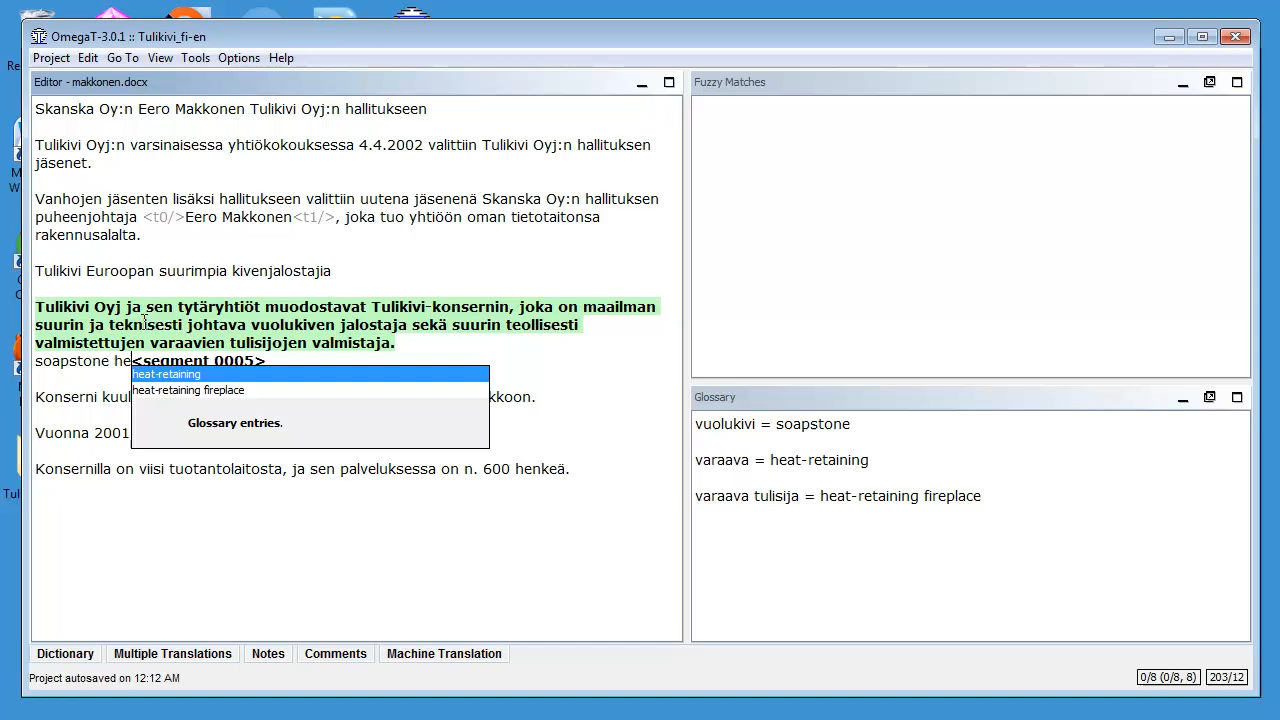 OmegaT-3.0.1 :: Tulikivi_fi-en
Project Edit Go To View Tools Options Help
Editor - makkonen.docx
Skanska Oy:n Eero Makkonen Tulikivi Oyj:n hallitukseen
Tulikivi Oyj:n varsinaisessa yhtiökokouksessa 4.4.2002 valittiin Tulikivi Oyj:n hallituksen
jäsenet.
Vanhojen jäsenten lisäksi hallitukseen valittiin uutena jäsenenä Skanska Oy:n hallituksen
puheenjohtaja <t0/>Eero Makkonen<t1/>, joka tuo yhtiöön oman tietotaitonsa
rakennusalalta.
Tulikivi Euroopan suurimpia kivenjalostajia
Tulikivi Oyj ja sen tytäryhtiöt muodostavat Tulikivi-konsernin, joka on maailman
suurin ja teknisesti johtava vuolukiven jalostaja sekä suurin teollisesti
valmistettujen varaavien tulisijojen valmistaja.
soapstone he<segment 0005>
heat-retaining
heat-retaining fireplace
Glossary entries.
Konserni kuul
kkoon.
Vuonna 2001
Konsernilla on viisi tuotantolaitosta, ja sen palveluksessa on n. 600 henkeä.
Fuzzy Matches
Glossary
vuolukivi = soapstone
varaava = heat-retaining
varaava tulisija = heat-retaining fireplace
Dictionary Multiple Translations Notes Comments Machine Translation
Project autosaved on 12:12 AM
0/8 (0/8, 8) 203/12
Re
M
W
Tul